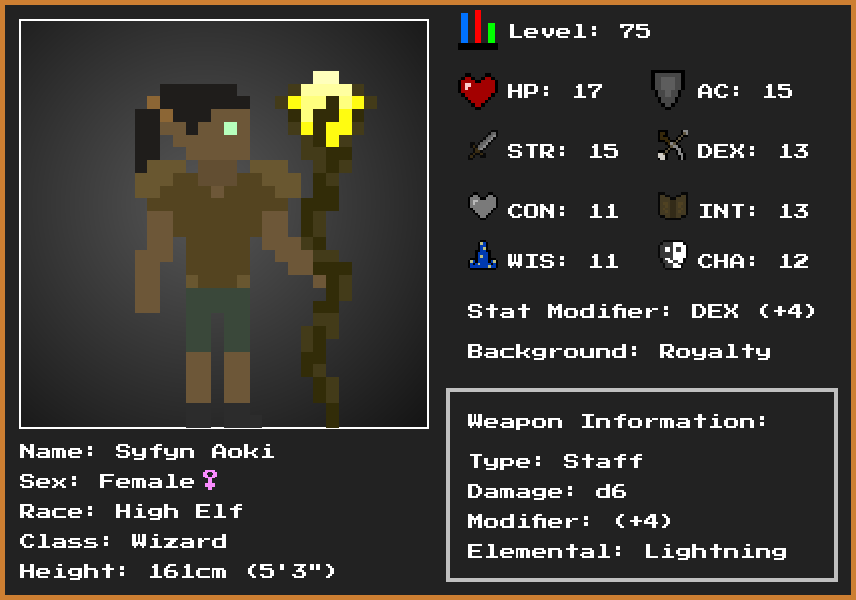 Level: 75
HP: 17
AC: 15
STR: 15
DEX: 13
CON: 11
INT: 13
WIS: 11
CHA: 12
Stat Modifier: DEX (+4)
Background: Royalty
Weapon Information:
Type: Staff
Damage: d6
Modifier: (+4)
Elemental: Lightning
Name: Syfyn Aoki
Sex: Female♀
Race: High Elf
Class: Wizard
Height: 161cm (5'3")